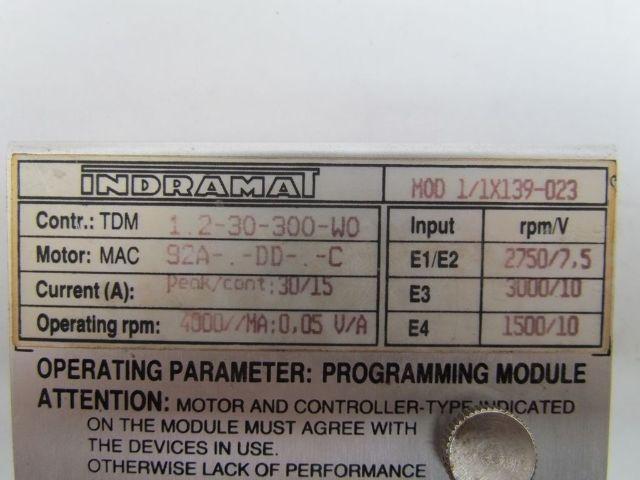 INDRAMAT MOD 1/1X139-023
Contr.: TDM 1.2-30-300-W0 Input rpm/V
Motor: MAC 92A-.-DD-.-C E1/E2 2750/7,5
Current (A): Peak/cont:30/15 E3 3000/10
Operating rpm: 4000//MA:0,05 V/A E4 1500/10
OPERATING PARAMETER: PROGRAMMING MODULE
ATTENTION: MOTOR AND CONTROLLER-TYPE INDICATED
ON THE MODULE MUST AGREE WITH
THE DEVICES IN USE.
OTHERWISE LACK OF PERFORMANCE